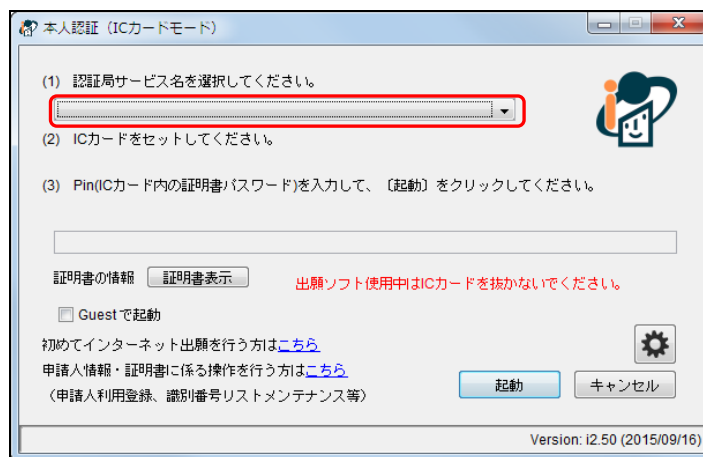 本人認証（ICカードモード）
(1) 認証局サービス名を選択してください。
(2) ICカードをセットしてください。
(3) Pin(ICカード内の証明書パスワード)を入力して、〔起動〕をクリックしてください。
証明書の情報 証明書表示 出願ソフト使用中はICカードを抜かないでください。
Guestで起動
初めてインターネット出願を行う方はこちら
申請人情報・証明書に係る操作を行う方はこちら
（申請人利用登録、識別番号リストメンテナンス等）
起動 キャンセル
Version: i2.50 (2015/09/16)